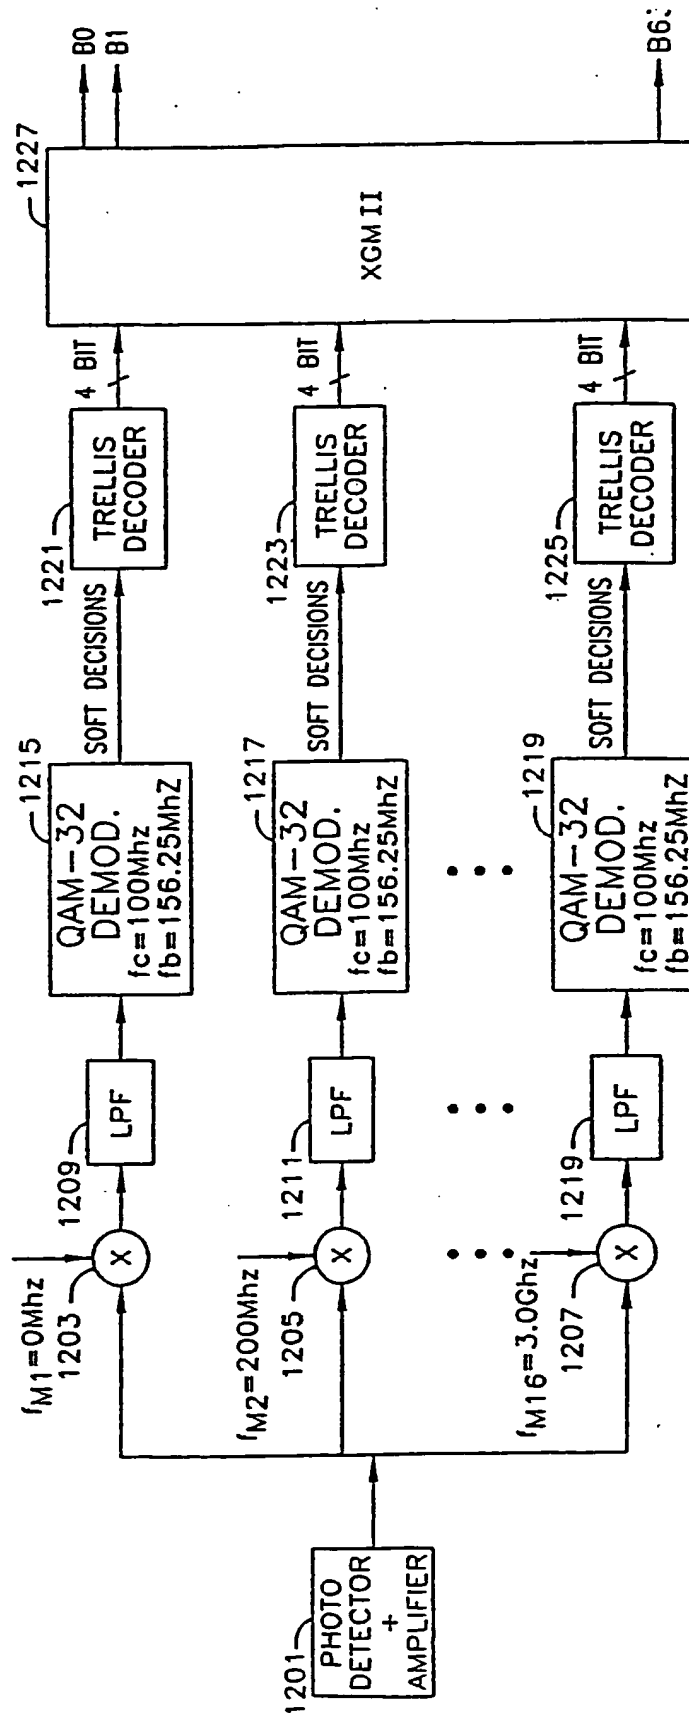 1201
PHOTO
DETECTOR
+
AMPLIFIER
fM1=0Mhz
1203
X
1209
LPF
1215
QAM-32
DEMOD.
fc=100Mhz
fb=156.25MhZ
SOFT DECISIONS
1221
TRELLIS
DECODER
4 BIT
fM2=200Mhz
1205
X
1211
LPF
1217
QAM-32
DEMOD.
fc=100Mhz
fb=156.25MhZ
SOFT DECISIONS
1223
TRELLIS
DECODER
4 BIT
fM16=3.0Ghz
1207
X
1219
LPF
1219
QAM-32
DEMOD.
fc=100Mhz
fb=156.25MhZ
SOFT DECISIONS
1225
TRELLIS
DECODER
4 BIT
1227
XGMII
B0
B1